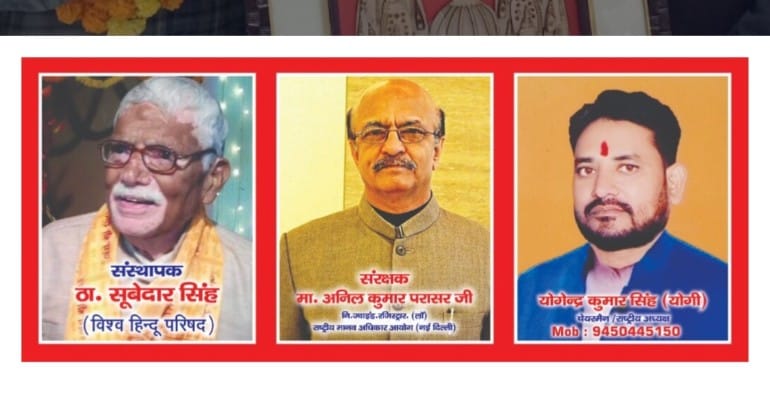 संस्थापक
ठा. सूबेदार सिंह
(विश्व हिन्दू परिषद)
संरक्षक
मा. अनिल कुमार परासर जी
नि.ज्वाइंड.रजिस्ट्रार. (लॉ)
राष्ट्रीय मानव अधिकार आयोग (नई दिल्ली)
योगेन्द्र कुमार सिंह (योगी)
चेयरमैन /राष्ट्रीय अध्यक्ष
Mob : 9450445150